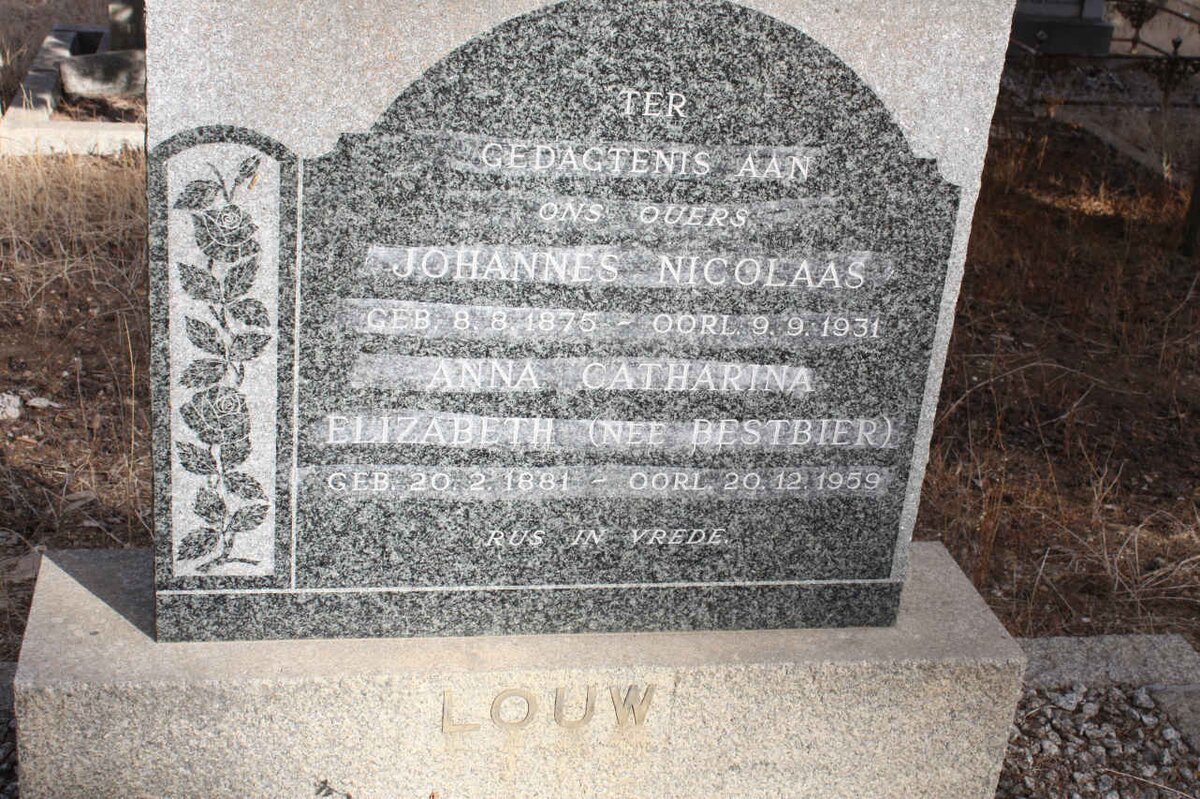 TER
GEDAGTENIS AAN
ONS OUERS
JOHANNES NICOLAAS
GEB. 8. 8. 1875 - OORL. 9. 9. 1931
ANNA CATHARINA
ELIZABETH (NEE BESTBIER)
GEB. 20. 2. 1881 - OORL. 20. 12. 1959
RUS IN VREDE.
LOUW